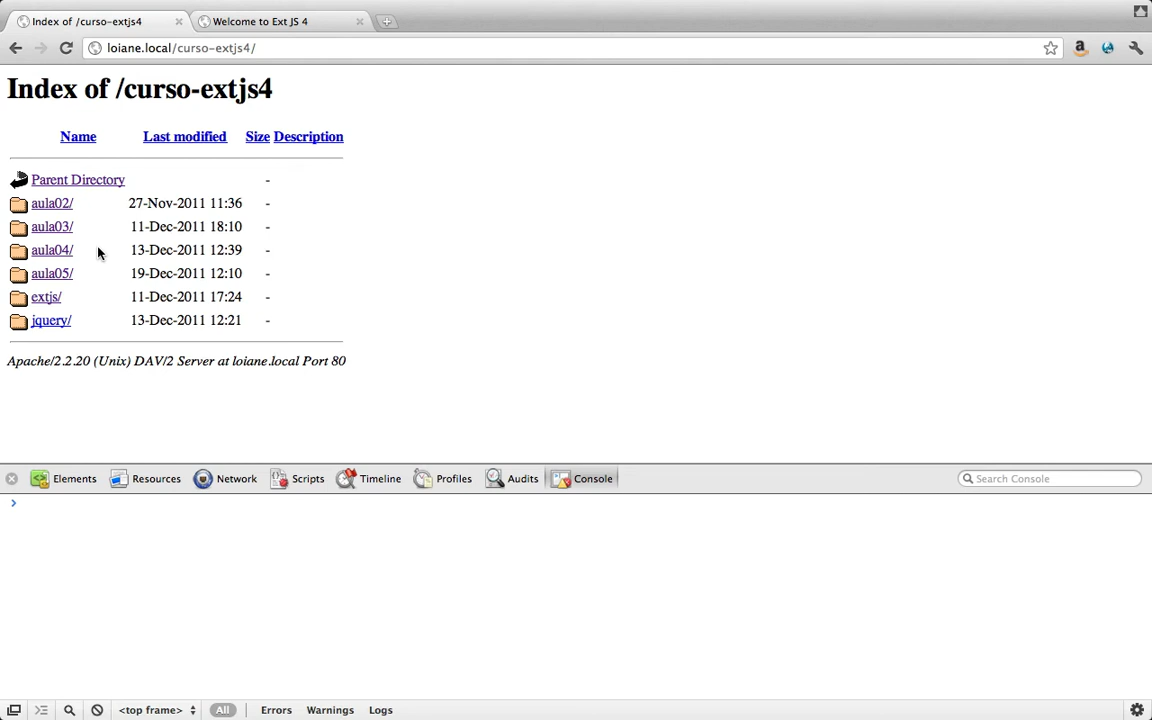 Index of /curso-extjs4
Welcome to Ext JS 4
loiane.local/curso-extjs4/
Index of /curso-extjs4
Name Last modified Size Description
Parent Directory -
aula02/ 27-Nov-2011 11:36 -
aula03/ 11-Dec-2011 18:10 -
aula04/ 13-Dec-2011 12:39 -
aula05/ 19-Dec-2011 12:10 -
extjs/ 11-Dec-2011 17:24 -
jquery/ 13-Dec-2011 12:21 -
Apache/2.2.20 (Unix) DAV/2 Server at loiane.local Port 80
Elements Resources Network Scripts Timeline Profiles Audits Console Search Console
<top frame> All Errors Warnings Logs